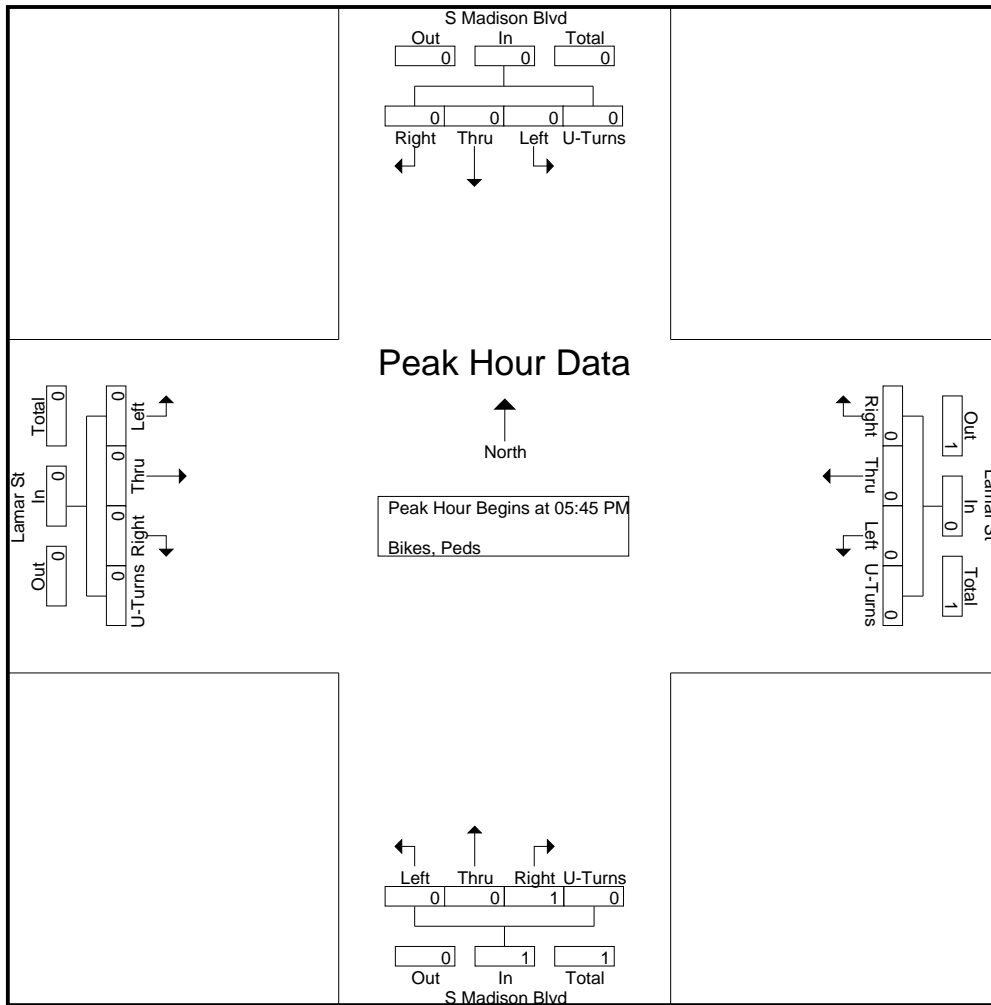 S Madison Blvd
Out In Total
0 0 0
0 0 0 0
Right Thru Left U-Turns
Peak Hour Data
North
Peak Hour Begins at 05:45 PM
Bikes, Peds
Lamar St
Total In Out
0 0 0
0 0 0 0
Left Thru Right U-Turns
Right Thru Left U-Turns
0 0 0 0
1 0 1
Out In Total
Lamar St
Left Thru Right U-Turns
0 0 1 0
0 1 1
Out In Total
S Madison Blvd